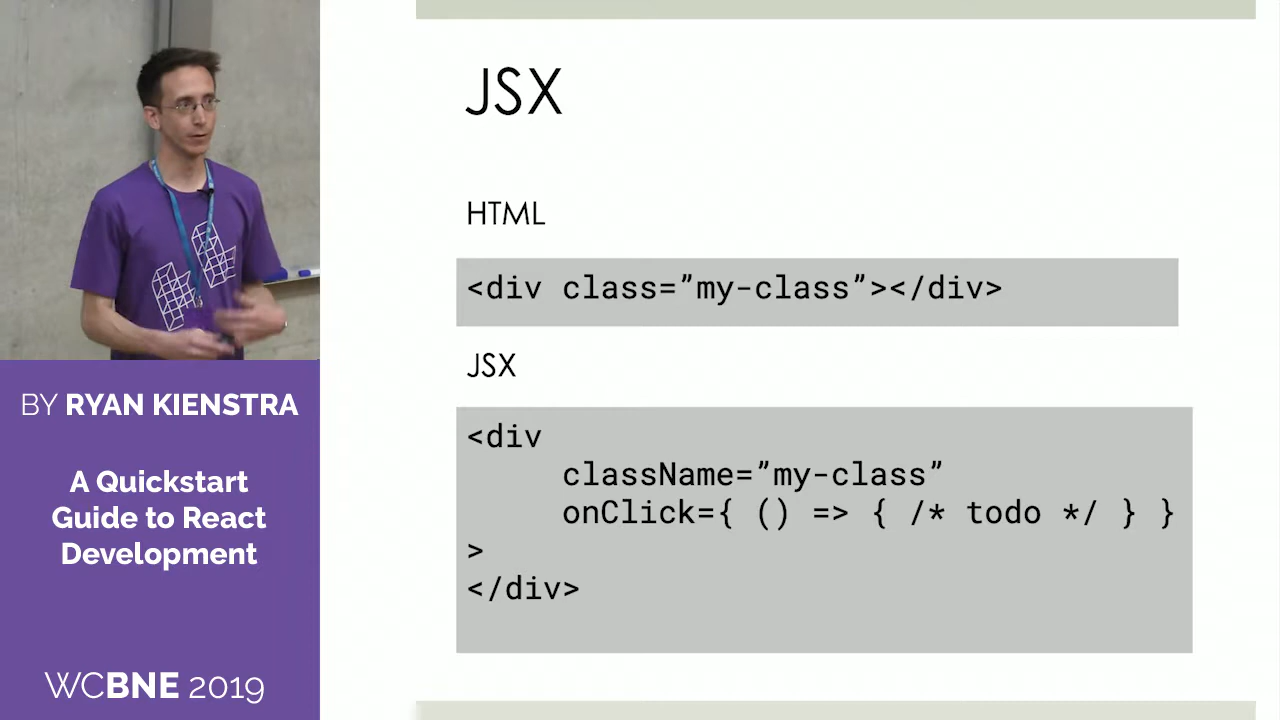 JSX
HTML
<div class=”my-class”></div>
JSX
<div
className=”my-class”
onClick={ () => { /* todo */ } }
>
</div>
BY RYAN KIENSTRA
A Quickstart
Guide to React
Development
WCBNE 2019